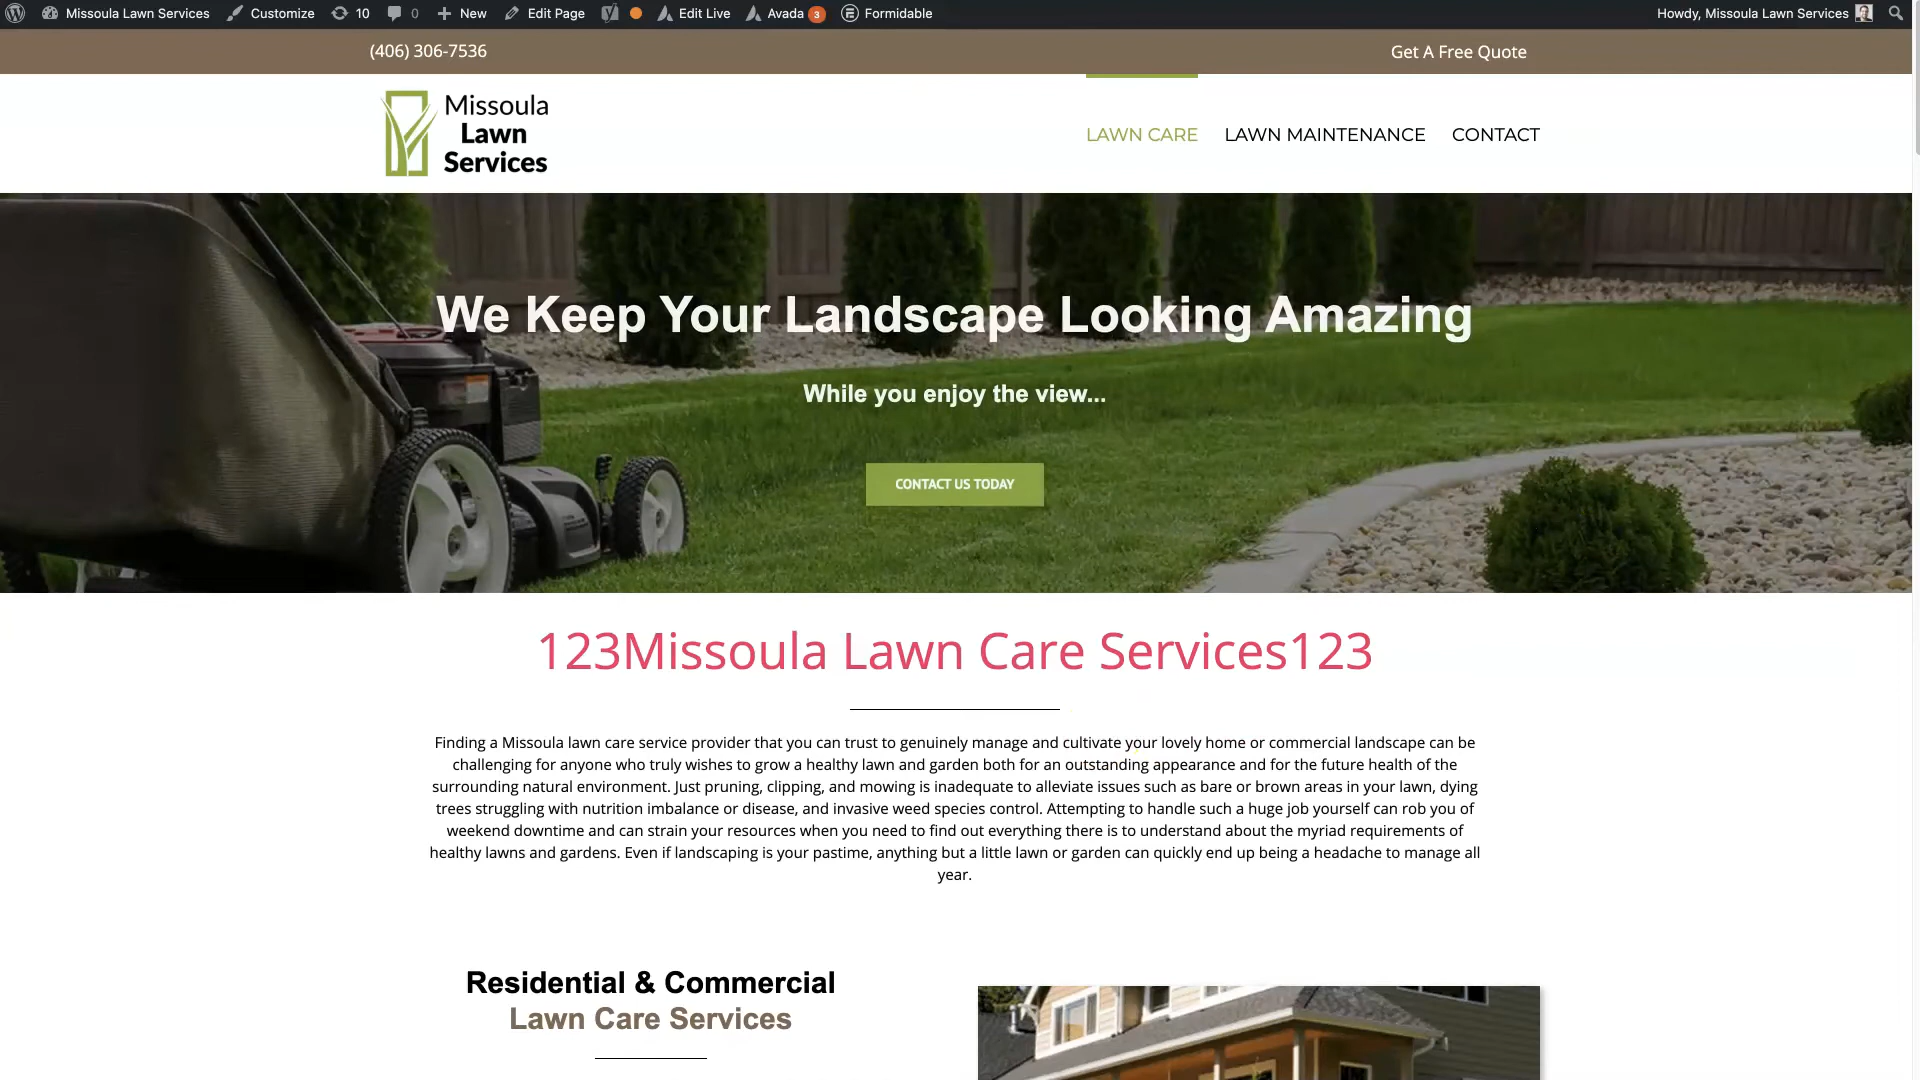 Missoula Lawn Services Customize 10 0 New Edit Page Edit Live Avada 3 Formidable Howdy, Missoula Lawn Services
(406) 306-7536 Get A Free Quote
Missoula
Lawn
Services
LAWN CARE LAWN MAINTENANCE CONTACT
We Keep Your Landscape Looking Amazing
While you enjoy the view...
CONTACT US TODAY
123Missoula Lawn Care Services123
Finding a Missoula lawn care service provider that you can trust to genuinely manage and cultivate your lovely home or commercial landscape can be
challenging for anyone who truly wishes to grow a healthy lawn and garden both for an outstanding appearance and for the future health of the
surrounding natural environment. Just pruning, clipping, and mowing is inadequate to alleviate issues such as bare or brown areas in your lawn, dying
trees struggling with nutrition imbalance or disease, and invasive weed species control. Attempting to handle such a huge job yourself can rob you of
weekend downtime and can strain your resources when you need to find out everything there is to understand about the myriad requirements of
healthy lawns and gardens. Even if landscaping is your pastime, anything but a little lawn or garden can quickly end up being a headache to manage all
year.
Residential & Commercial
Lawn Care Services